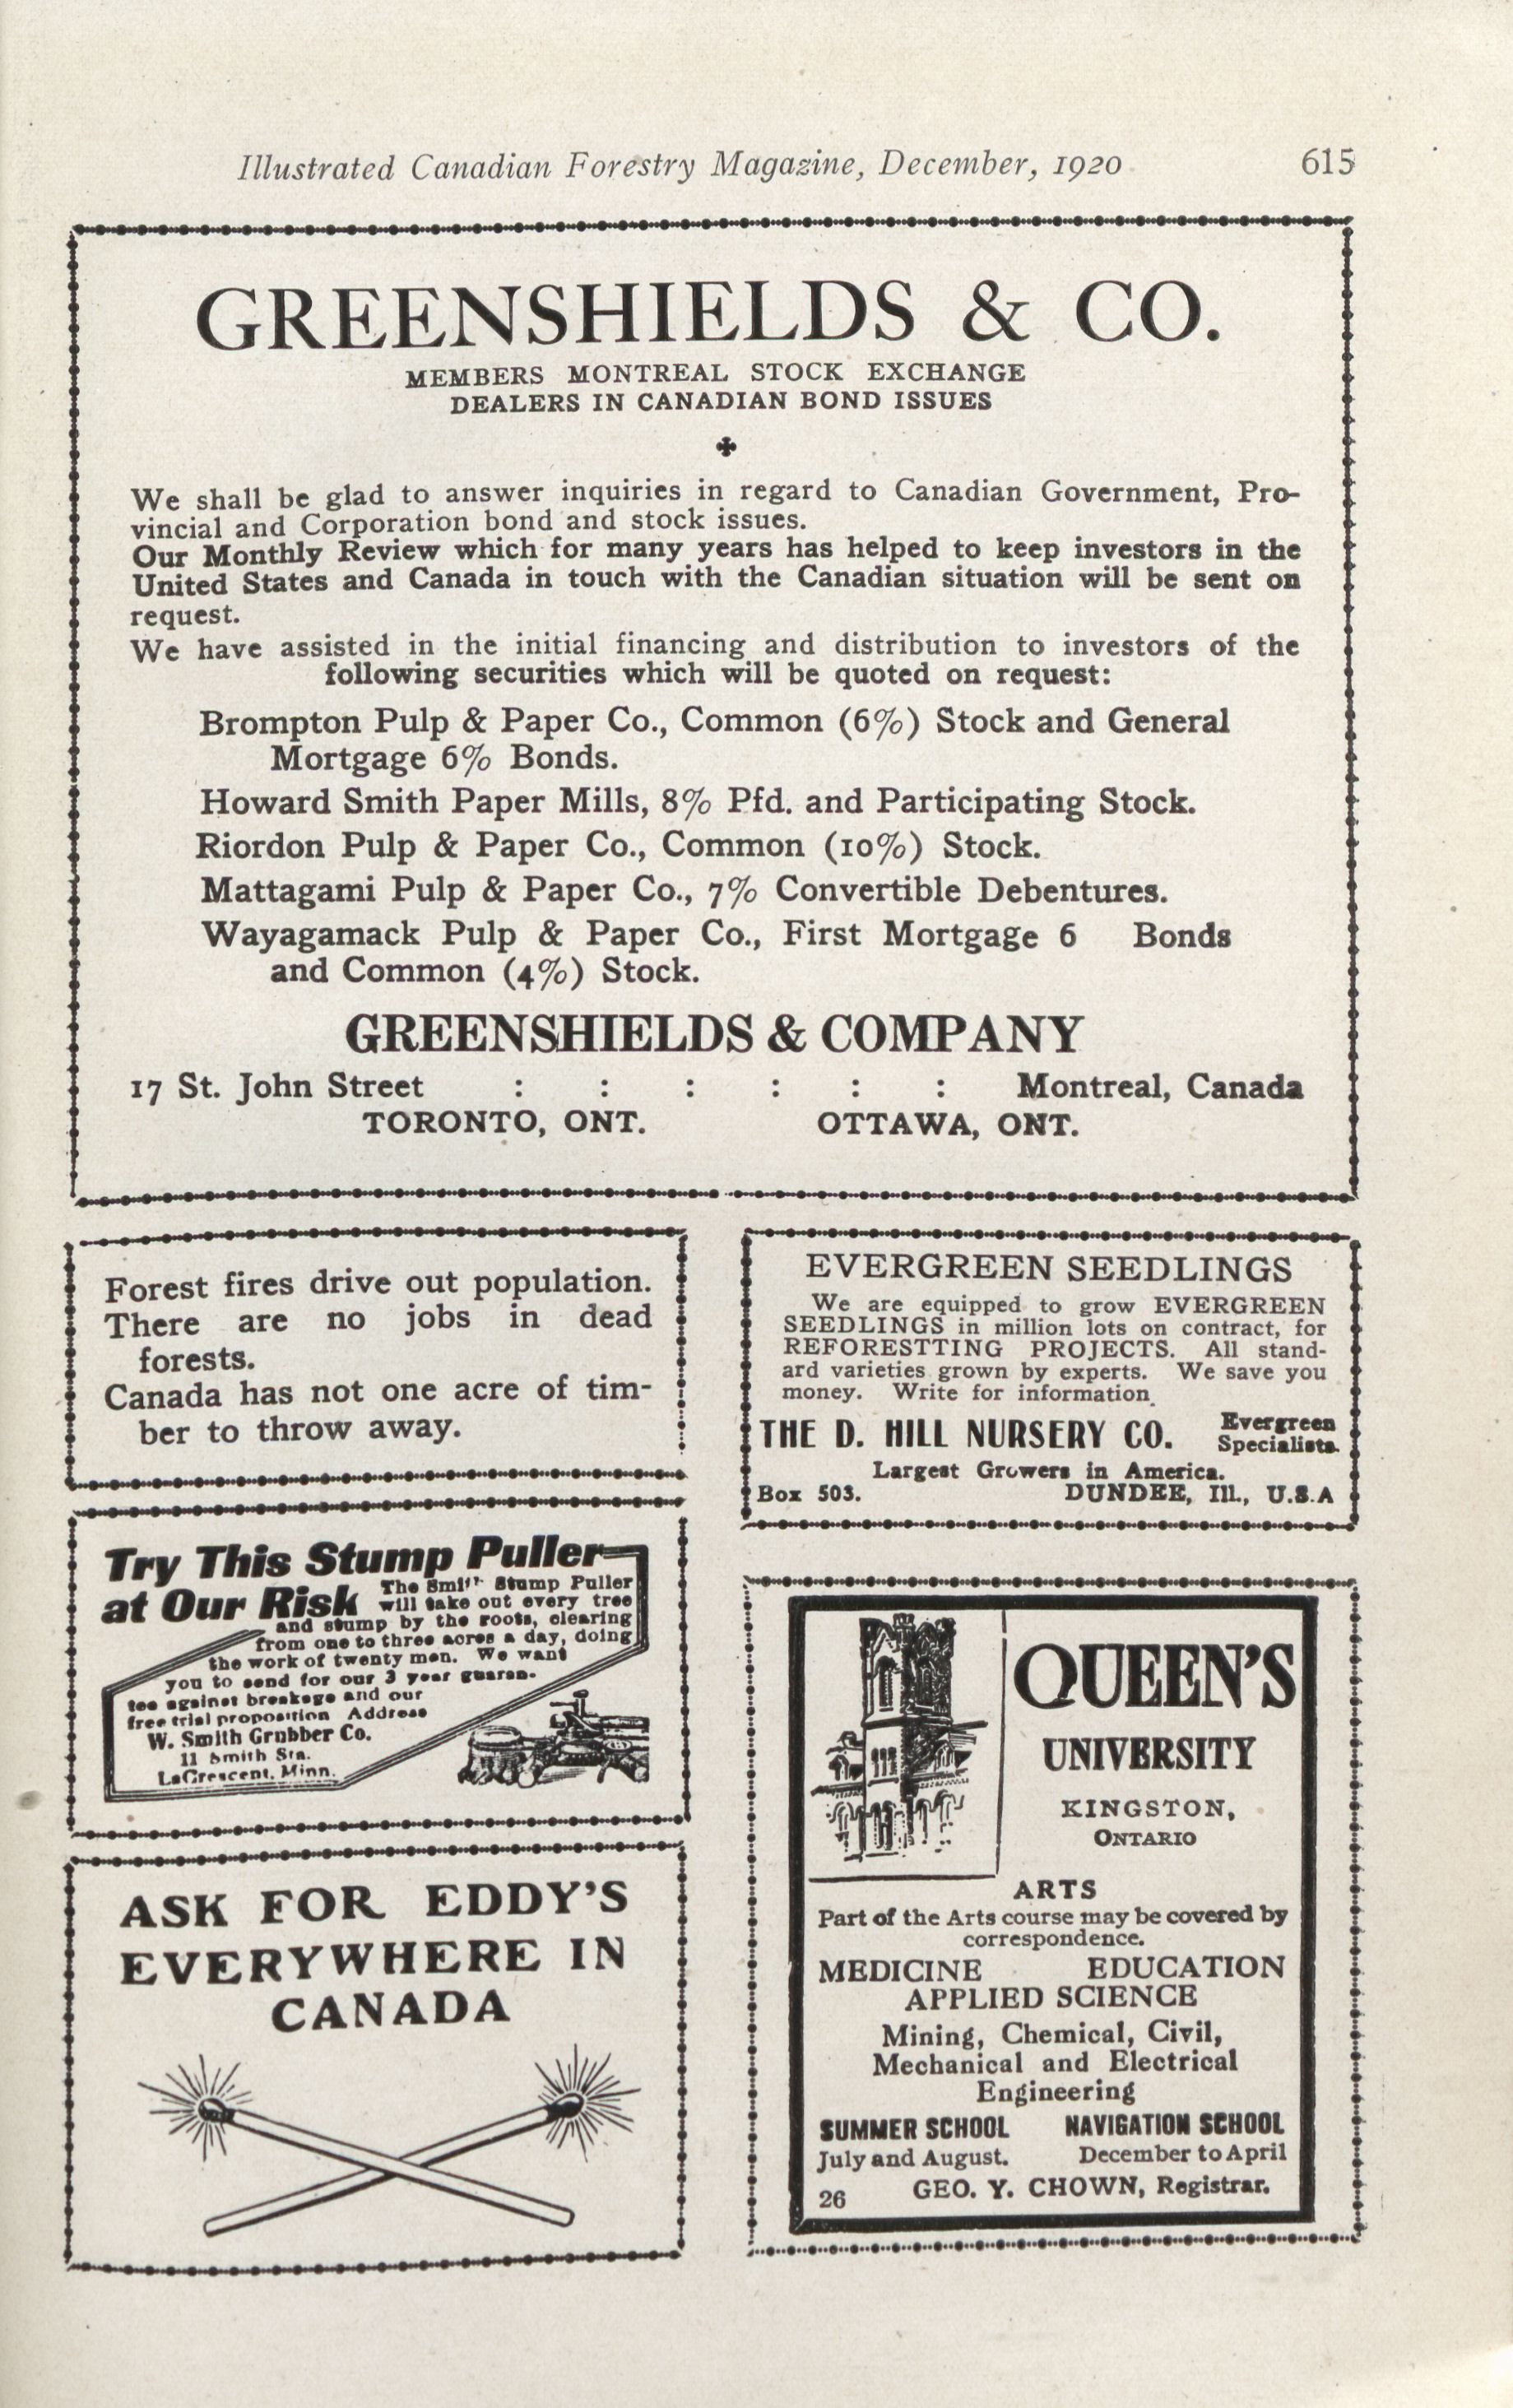 Illustrated Canadian Forestry Magazine, December, 1920 615
GREENSHIELDS & CO.
MEMBERS MONTREAL STOCK EXCHANGE
DEALERS IN CANADIAN BOND ISSUES
We shall be glad to answer inquiries in regard to Canadian Government, Pro-
vincial and Corporation bond and stock issues.
Our Monthly Review which for many years has helped to keep investors in the
United States and Canada in touch with the Canadian situation will be sent on
request.
We have assisted in the initial financing and distribution to investors of the
following securities which will be quoted on request:
Brompton Pulp & Paper Co., Common (6%) Stock and General
Mortgage 6% Bonds.
Howard Smith Paper Mills, 8% Pfd. and Participating Stock.
Riordon Pulp & Paper Co., Common (10%) Stock.
Mattagami Pulp & Paper Co., 7% Convertible Debentures.
Wayagamack Pulp & Paper Co., First Mortgage 6 Bonds
and Common (4%) Stock.
GREENSHIELDS & COMPANY
17 St. John Street : : : : : : Montreal, Canada
TORONTO, ONT. OTTAWA, ONT.
Forest fires drive out population.
There are no jobs in dead
forests.
Canada has not one acre of tim-
ber to throw away.
Try This Stump Puller
at Our Risk
The Smith Stump Puller
will take out every tree
and stump by the roots, clearing
from one to three acres a day, doing
the work of twenty men. We want
you to send for our 3 year guaran-
tee against breakage and our
free trial proposition Address
W. Smith Grubber Co.
11 Smith Sta.
LaCrescent, Minn.
ASK FOR EDDY'S
EVERYWHERE IN
CANADA
EVERGREEN SEEDLINGS
We are equipped to grow EVERGREEN
SEEDLINGS in million lots on contract, for
REFORESTTING PROJECTS. All stand-
ard varieties grown by experts. We save you
money. Write for information.
THE D. HILL NURSERY CO. Evergreen
Specialists.
Largest Growers in America.
Box 503. DUNDEE, Ill., U.S.A
QUEEN'S
UNIVERSITY
KINGSTON,
ONTARIO
ARTS
Part of the Arts course may be covered by
correspondence.
MEDICINE EDUCATION
APPLIED SCIENCE
Mining, Chemical, Civil,
Mechanical and Electrical
Engineering
SUMMER SCHOOL NAVIGATION SCHOOL
July and August. December to April
26 GEO. Y. CHOWN, Registrar.